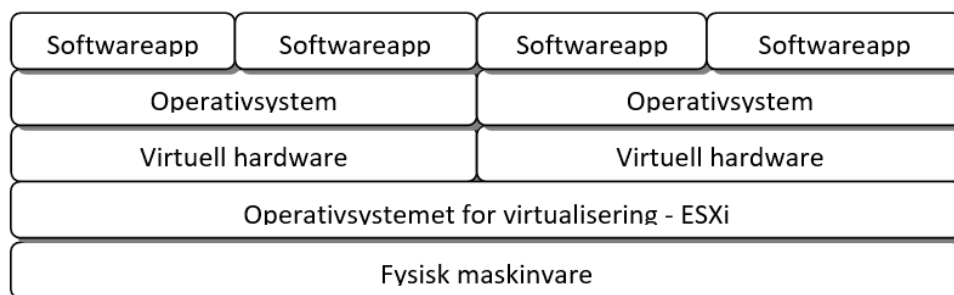 Softwareapp Softwareapp Softwareapp Softwareapp
Operativsystem Operativsystem
Virtuell hardware Virtuell hardware
Operativsystemet for virtualisering - ESXi
Fysisk maskinvare